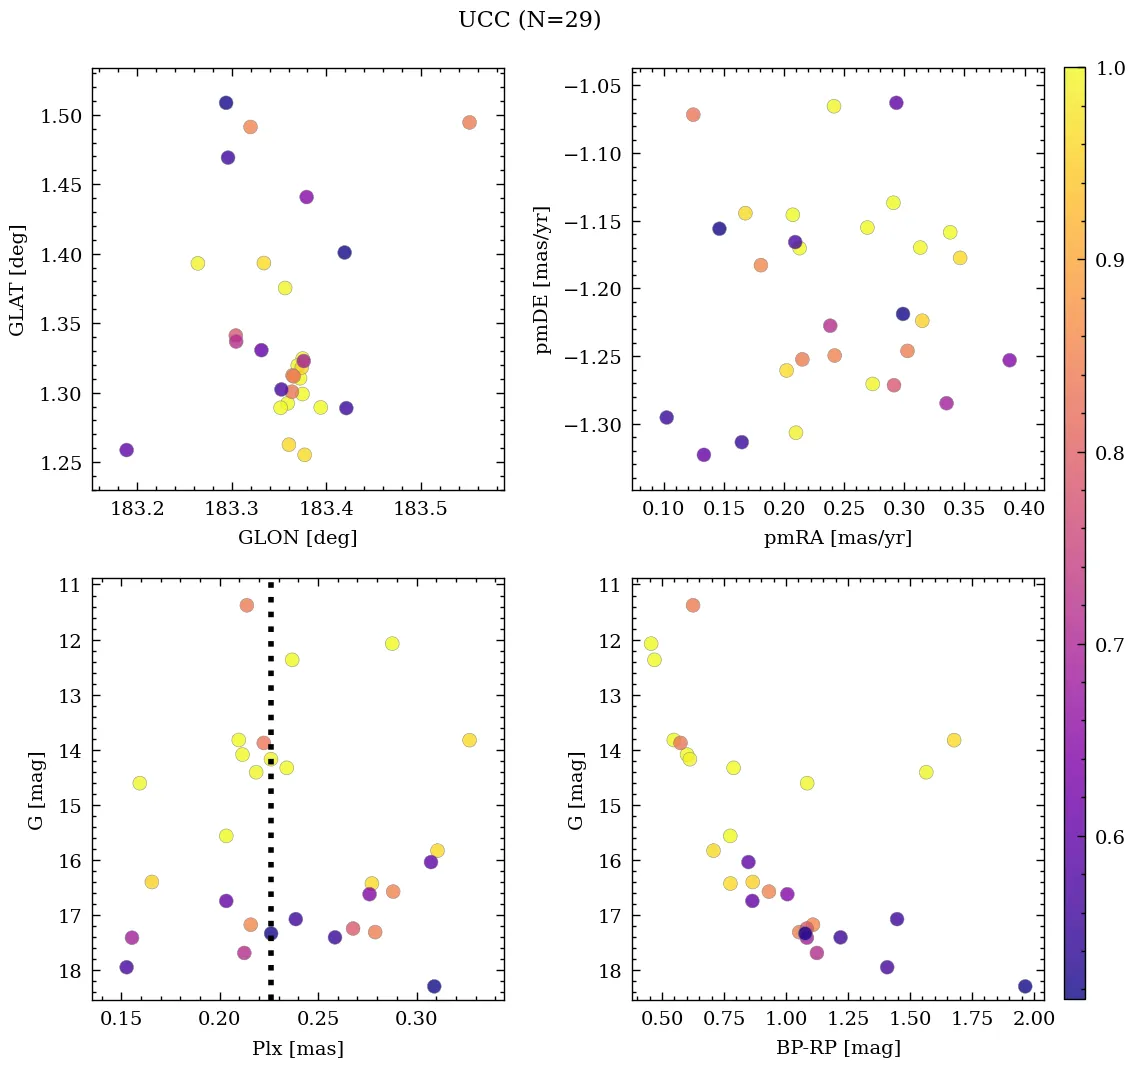 UCC (N=29)
1.50
1.45
1.40
1.35
1.30
1.25
GLAT [deg]
183.2 183.3 183.4 183.5
GLON [deg]
−1.05
−1.10
−1.15
−1.20
−1.25
−1.30
pmDE [mas/yr]
0.10 0.15 0.20 0.25 0.30 0.35 0.40
pmRA [mas/yr]
11
12
13
14
15
16
17
18
G [mag]
0.15 0.20 0.25 0.30
Plx [mas]
11
12
13
14
15
16
17
18
G [mag]
0.50 0.75 1.00 1.25 1.50 1.75 2.00
BP-RP [mag]
1.0
0.9
0.8
0.7
0.6